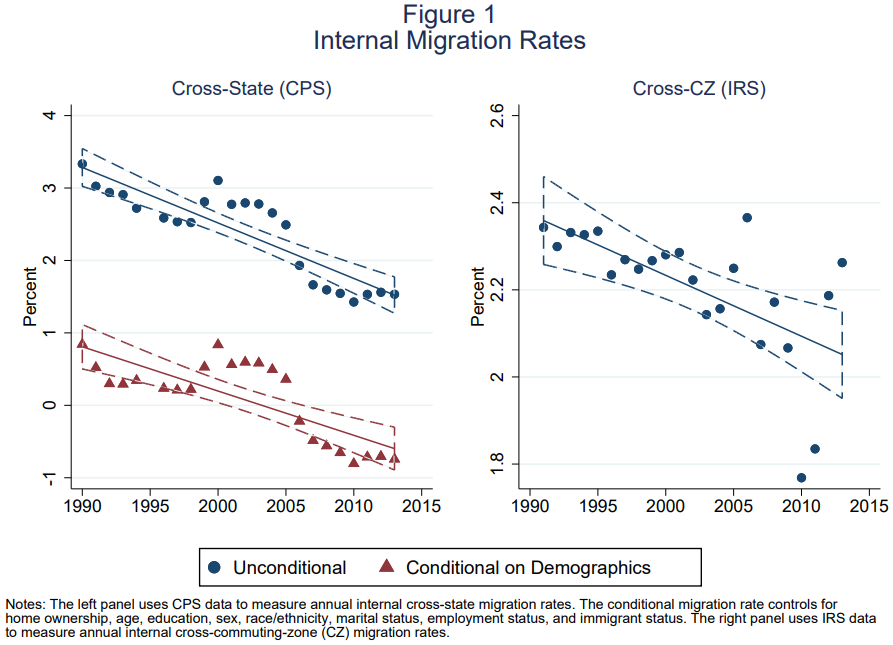 Figure 1
Internal Migration Rates
Cross-State (CPS)
Cross-CZ (IRS)
Percent
4
3
2
1
0
-1
1990 1995 2000 2005 2010 2015
Percent
2.6
2.4
2.2
2
1.8
1990 1995 2000 2005 2010 2015
Unconditional
Conditional on Demographics
Notes: The left panel uses CPS data to measure annual internal cross-state migration rates. The conditional migration rate controls for
home ownership, age, education, sex, race/ethnicity, marital status, employment status, and immigrant status. The right panel uses IRS data
to measure annual internal cross-commuting-zone (CZ) migration rates.